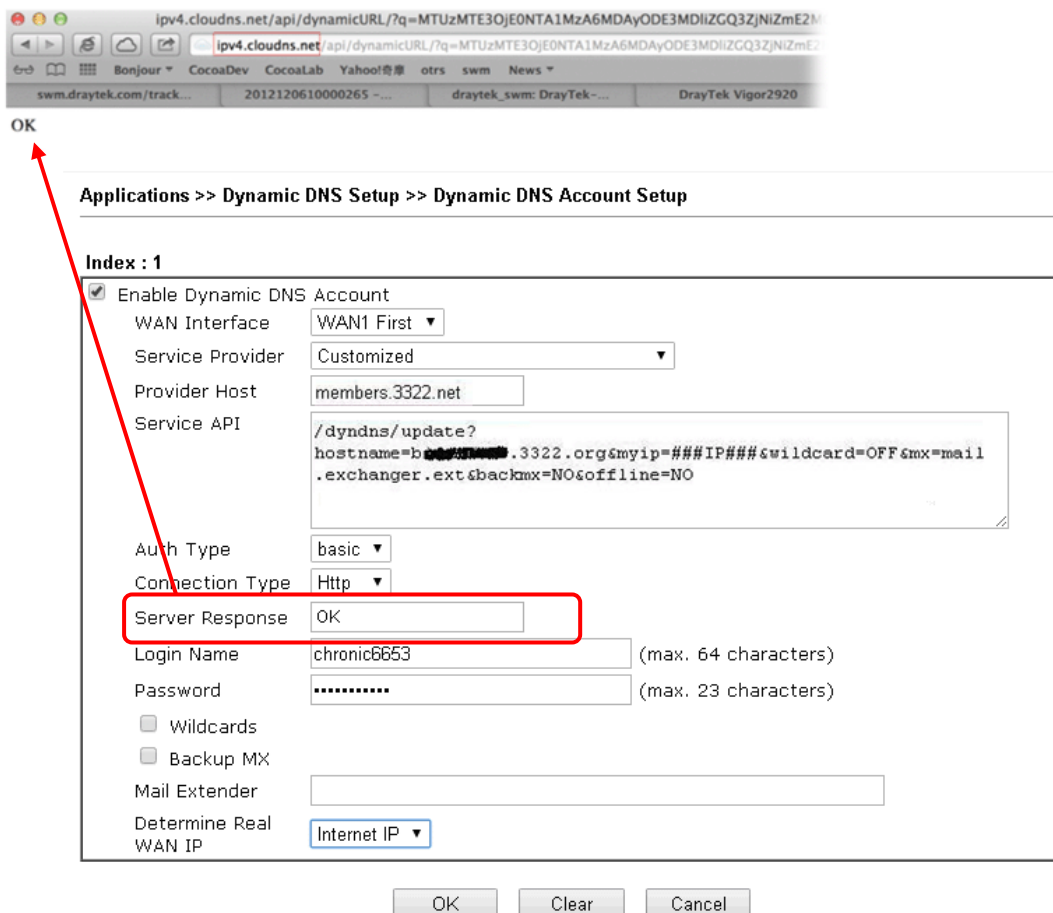 ipv4.cloudns.net/api/dynamicURL/?q=MTUzMTE3OjE0NTA1MzA6MDAyODE3MDliZGQ3ZjNiZmE2M
ipv4.cloudns.net/api/dynamicURL/?q=MTUzMTE3OjE0NTA1MzA6MDAyODE3MDliZGQ3ZjNiZmE2
Bonjour CocoaDev CocoaLab Yahoo!奇摩 otrs swm News
swm.draytek.com/track... 2012120610000265 –... draytek_swm: DrayTek-... DrayTek Vigor2920
OK
Applications >> Dynamic DNS Setup >> Dynamic DNS Account Setup
Index : 1
Enable Dynamic DNS Account
WAN Interface WAN1 First
Service Provider Customized
Provider Host members.3322.net
Service API /dyndns/update?
hostname=b .3322.org&myip=###IP###&wildcard=OFF&mx=mail
.exchanger.ext&backmx=NO&offline=NO
Auth Type basic
Connection Type Http
Server Response OK
Login Name chronic6653 (max. 64 characters)
Password ••••••••••• (max. 23 characters)
Wildcards
Backup MX
Mail Extender
Determine Real
WAN IP Internet IP
OK Clear Cancel